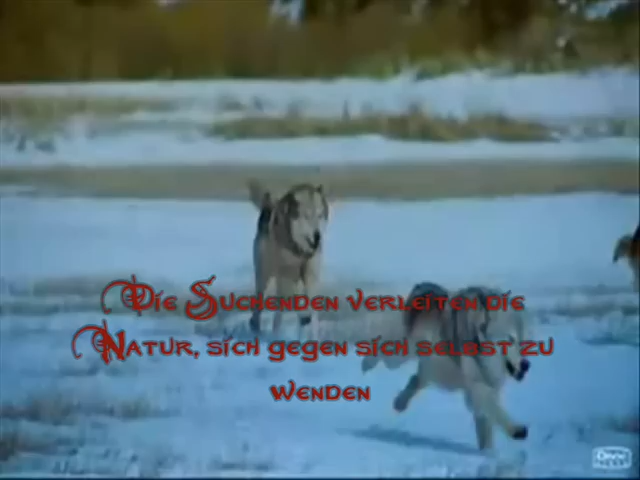 Die Suchenden verleiten die
Natur, sich gegen sich selbst zu
wenden